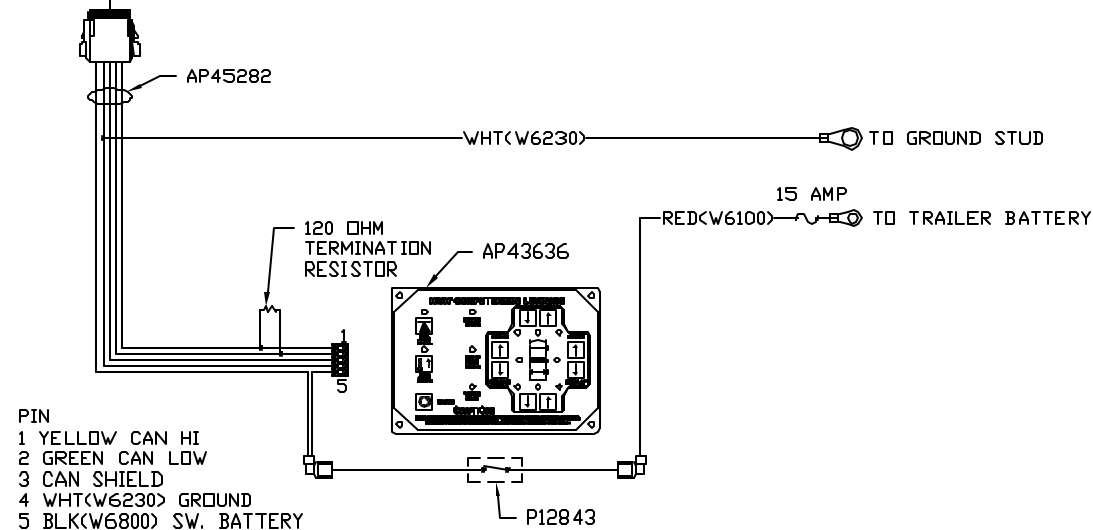 AP45282
WHT(W6230)
TO GROUND STUD
15 AMP
RED(W6100)
TO TRAILER BATTERY
120 OHM
TERMINATION
RESISTOR
AP43636
1
5
PIN
1 YELLOW CAN HI
2 GREEN CAN LOW
3 CAN SHIELD
4 WHT(W6230) GROUND
5 BLK(W6800) SW. BATTERY
P12843